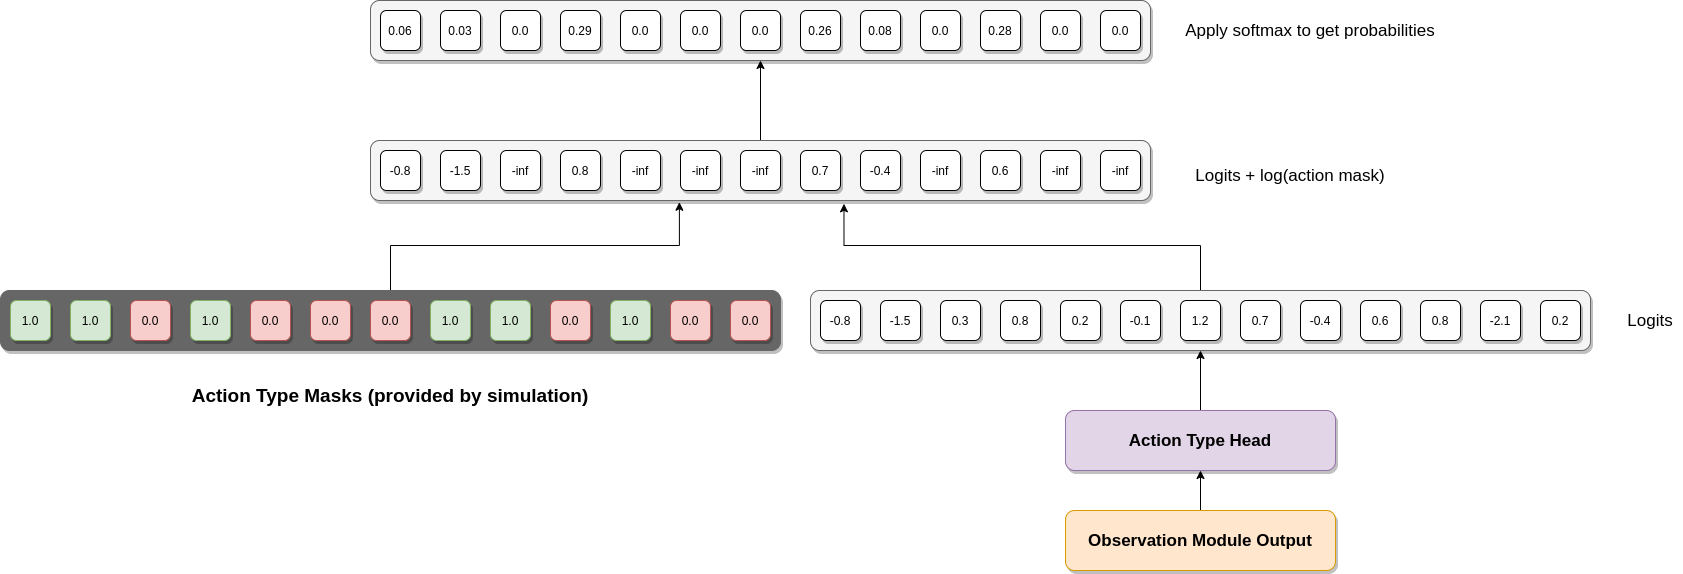 0.06 0.03 0.0 0.29 0.0 0.0 0.0 0.26 0.08 0.0 0.28 0.0 0.0 Apply softmax to get probabilities
-0.8 -1.5 -inf 0.8 -inf -inf -inf 0.7 -0.4 -inf 0.6 -inf -inf Logits + log(action mask)
1.0 1.0 0.0 1.0 0.0 0.0 0.0 1.0 1.0 0.0 1.0 0.0 0.0
-0.8 -1.5 0.3 0.8 0.2 -0.1 1.2 0.7 -0.4 0.6 0.8 -2.1 0.2 Logits
Action Type Masks (provided by simulation)
Action Type Head
Observation Module Output